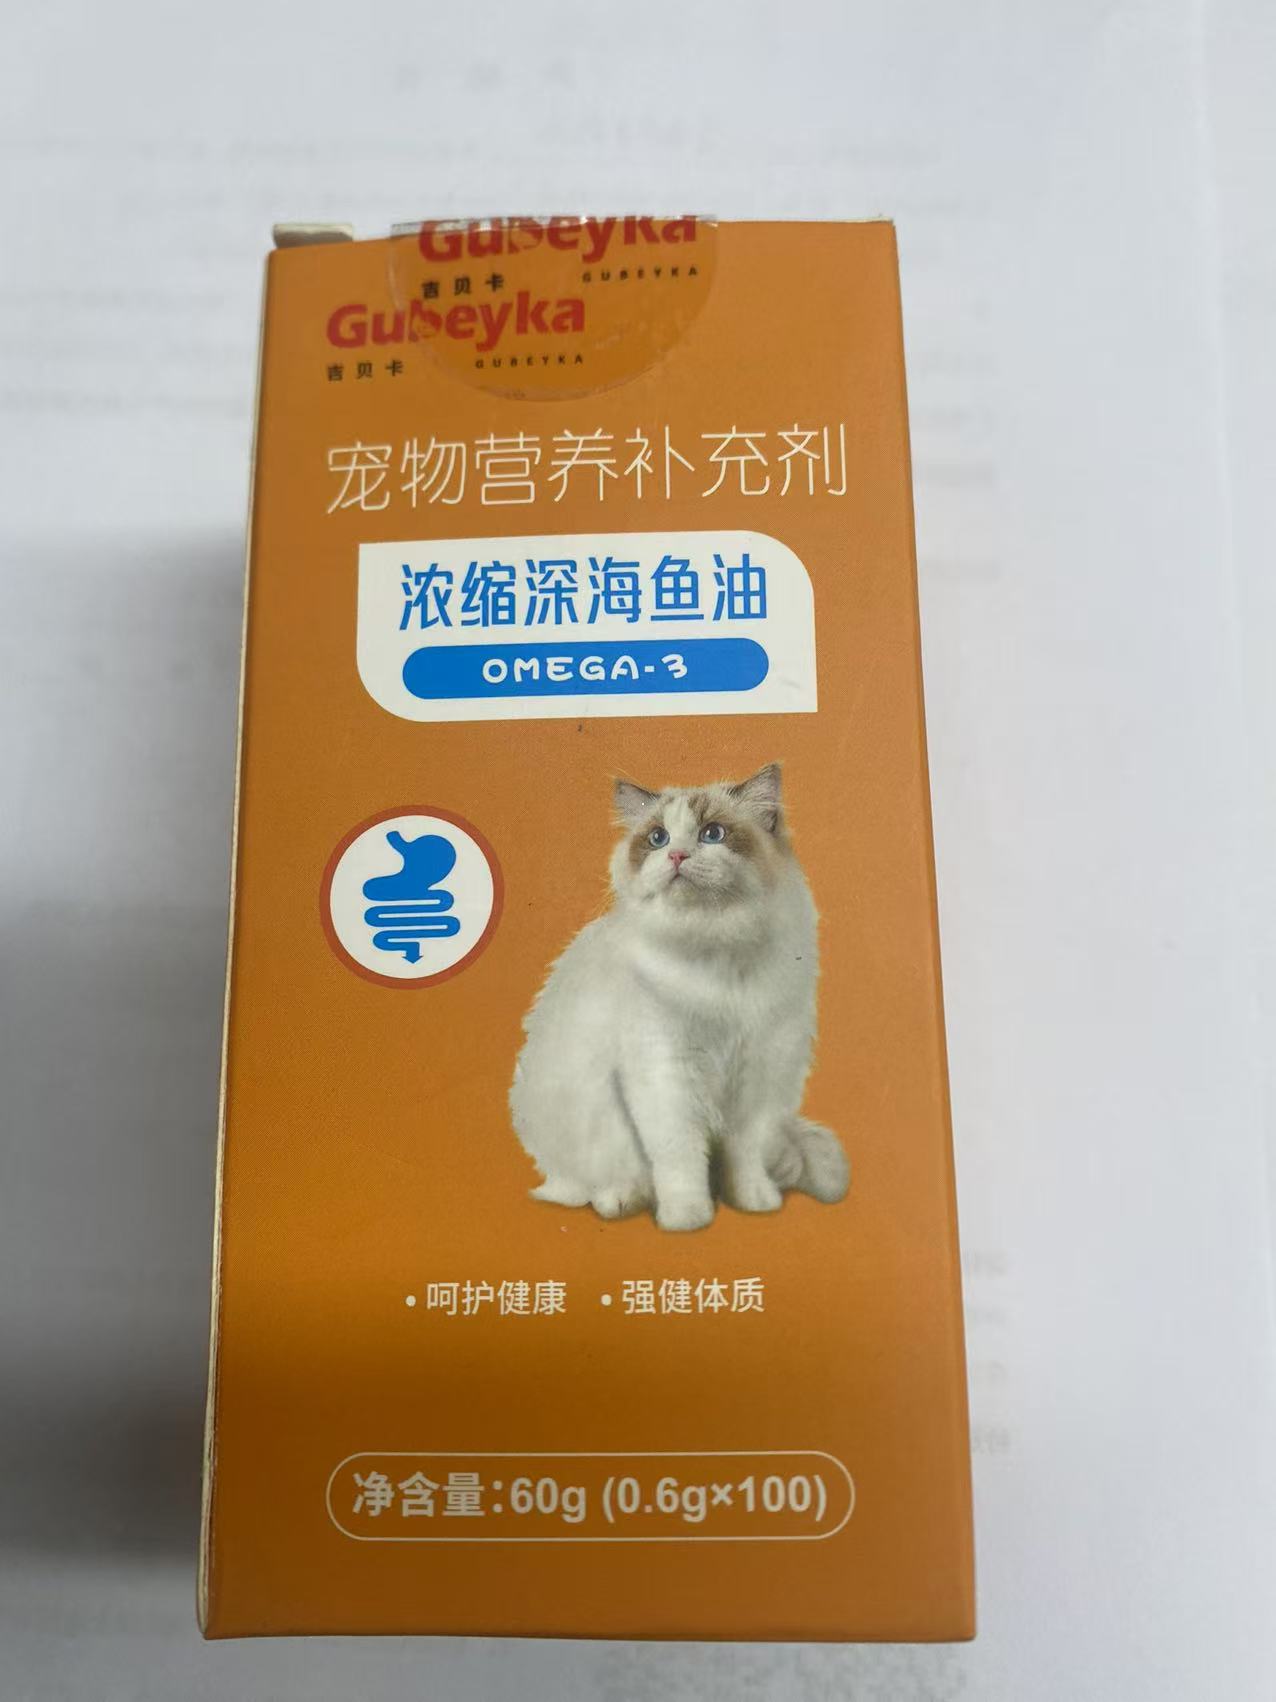 Gubeyka
吉贝卡 GUBEYKA
Gubeyka
吉贝卡 GUBEYKA
宠物营养补充剂
浓缩深海鱼油
OMEGA-3
•呵护健康 •强健体质
净含量:60g (0.6g×100)